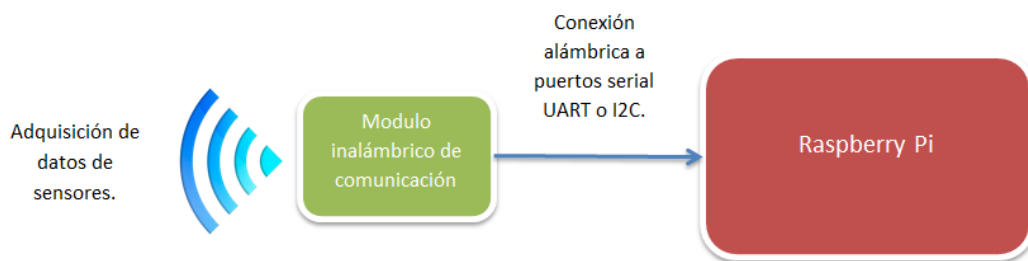 Adquisición de
datos de
sensores.
Modulo
inalámbrico de
comunicación
Conexión
alámbrica a
puertos serial
UART o I2C.
Raspberry Pi